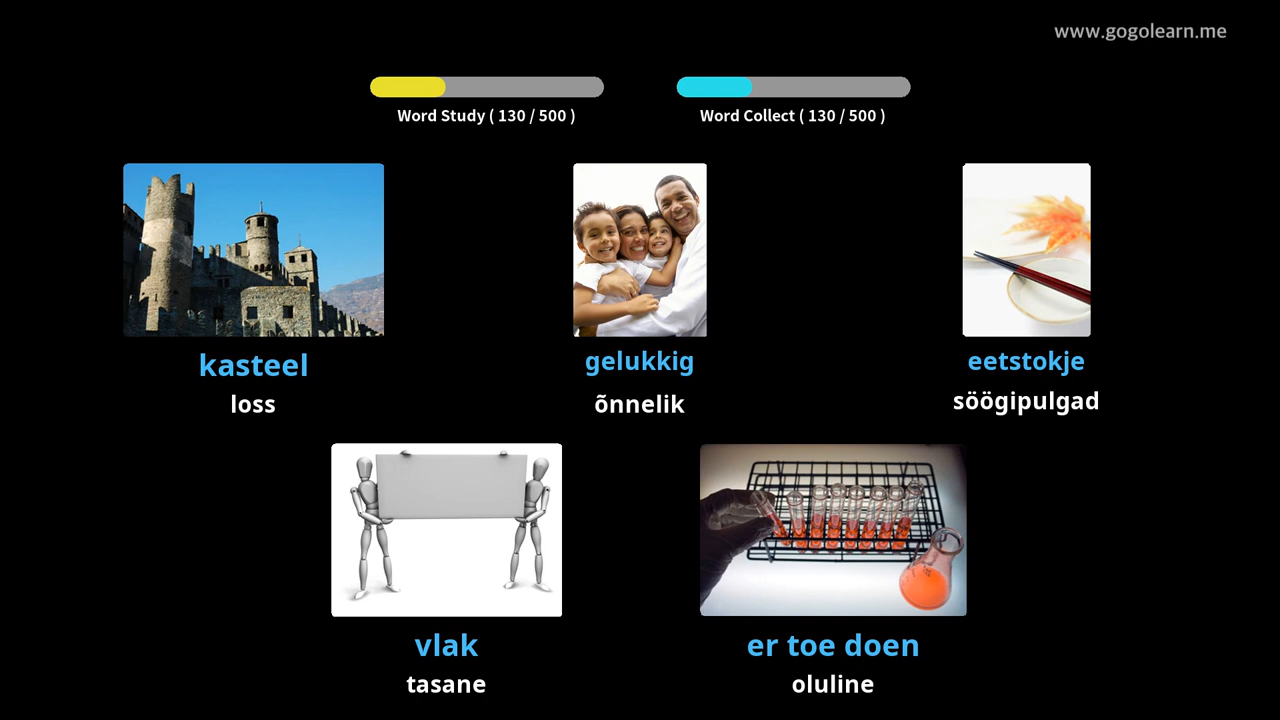 www.gogolearn.me
Word Study ( 130 / 500 )
Word Collect ( 130 / 500 )
kasteel
loss
gelukkig
õnnelik
eetstokje
söögipulgad
vlak
tasane
er toe doen
oluline